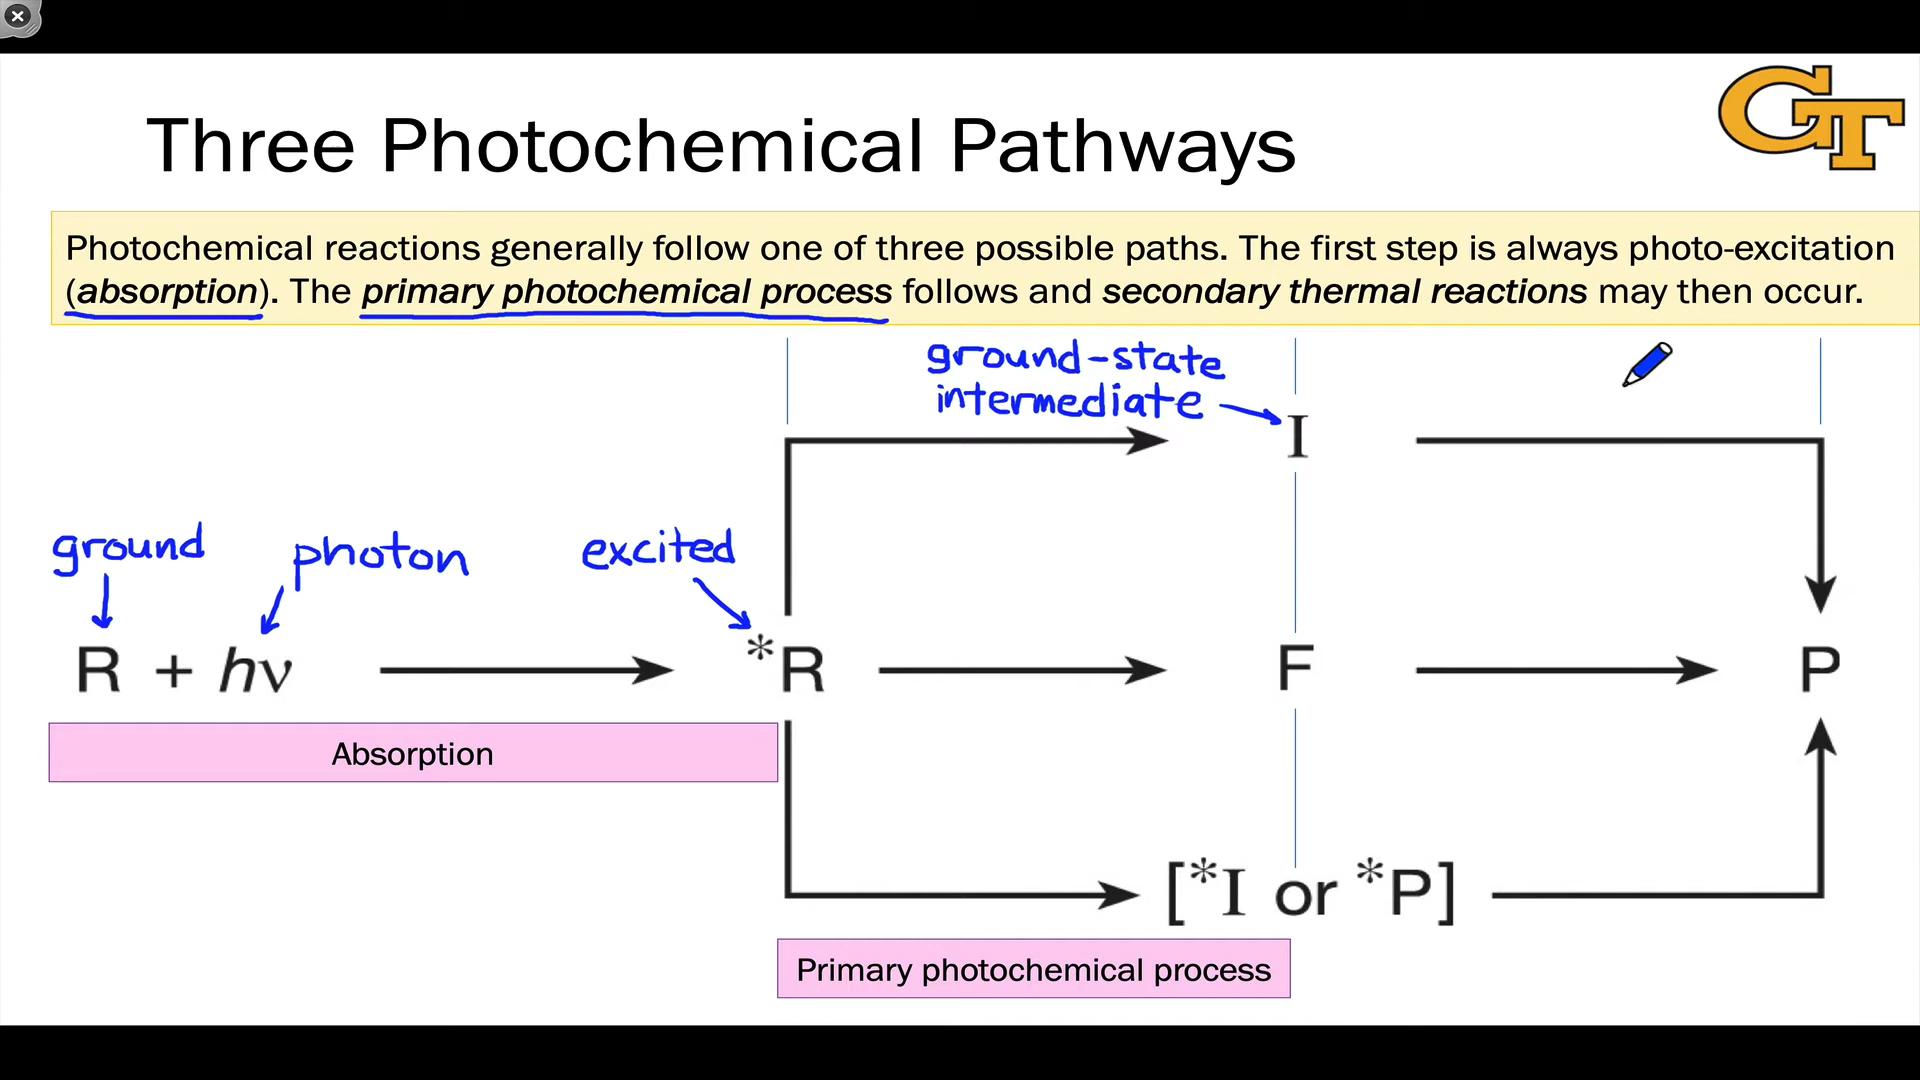 Three Photochemical Pathways
GT
Photochemical reactions generally follow one of three possible paths. The first step is always photo-excitation
(absorption). The primary photochemical process follows and secondary thermal reactions may then occur.
ground-state
intermediate
I
ground
photon
excited
R + hν
*R
F
P
Absorption
[*I or *P]
Primary photochemical process